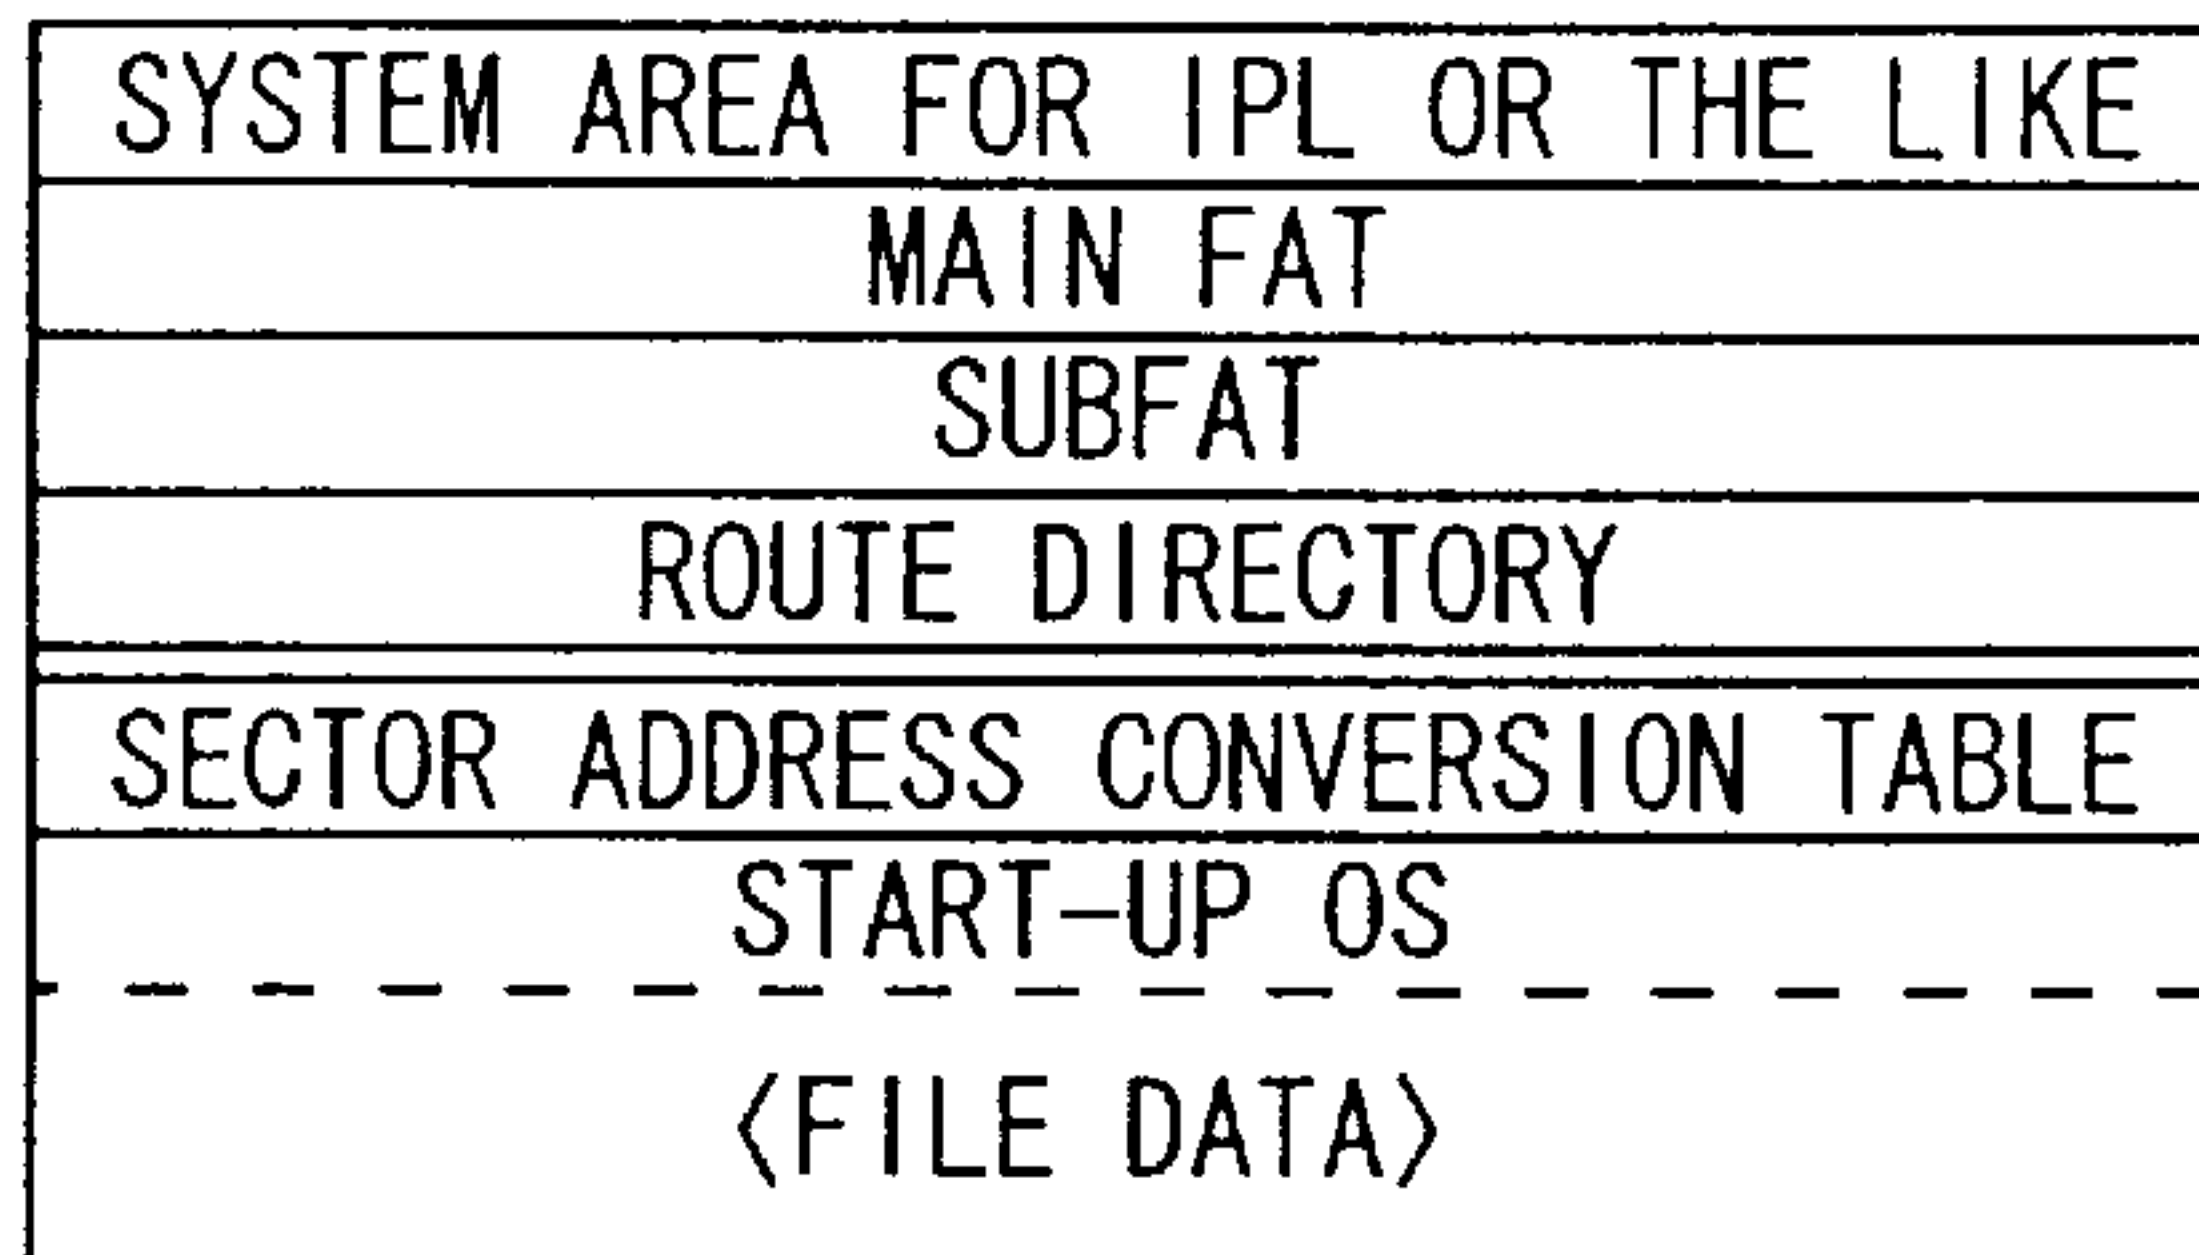 SYSTEM AREA FOR IPL OR THE LIKE
MAIN FAT
SUBFAT
ROUTE DIRECTORY
SECTOR ADDRESS CONVERSION TABLE
START-UP OS
〈FILE DATA〉